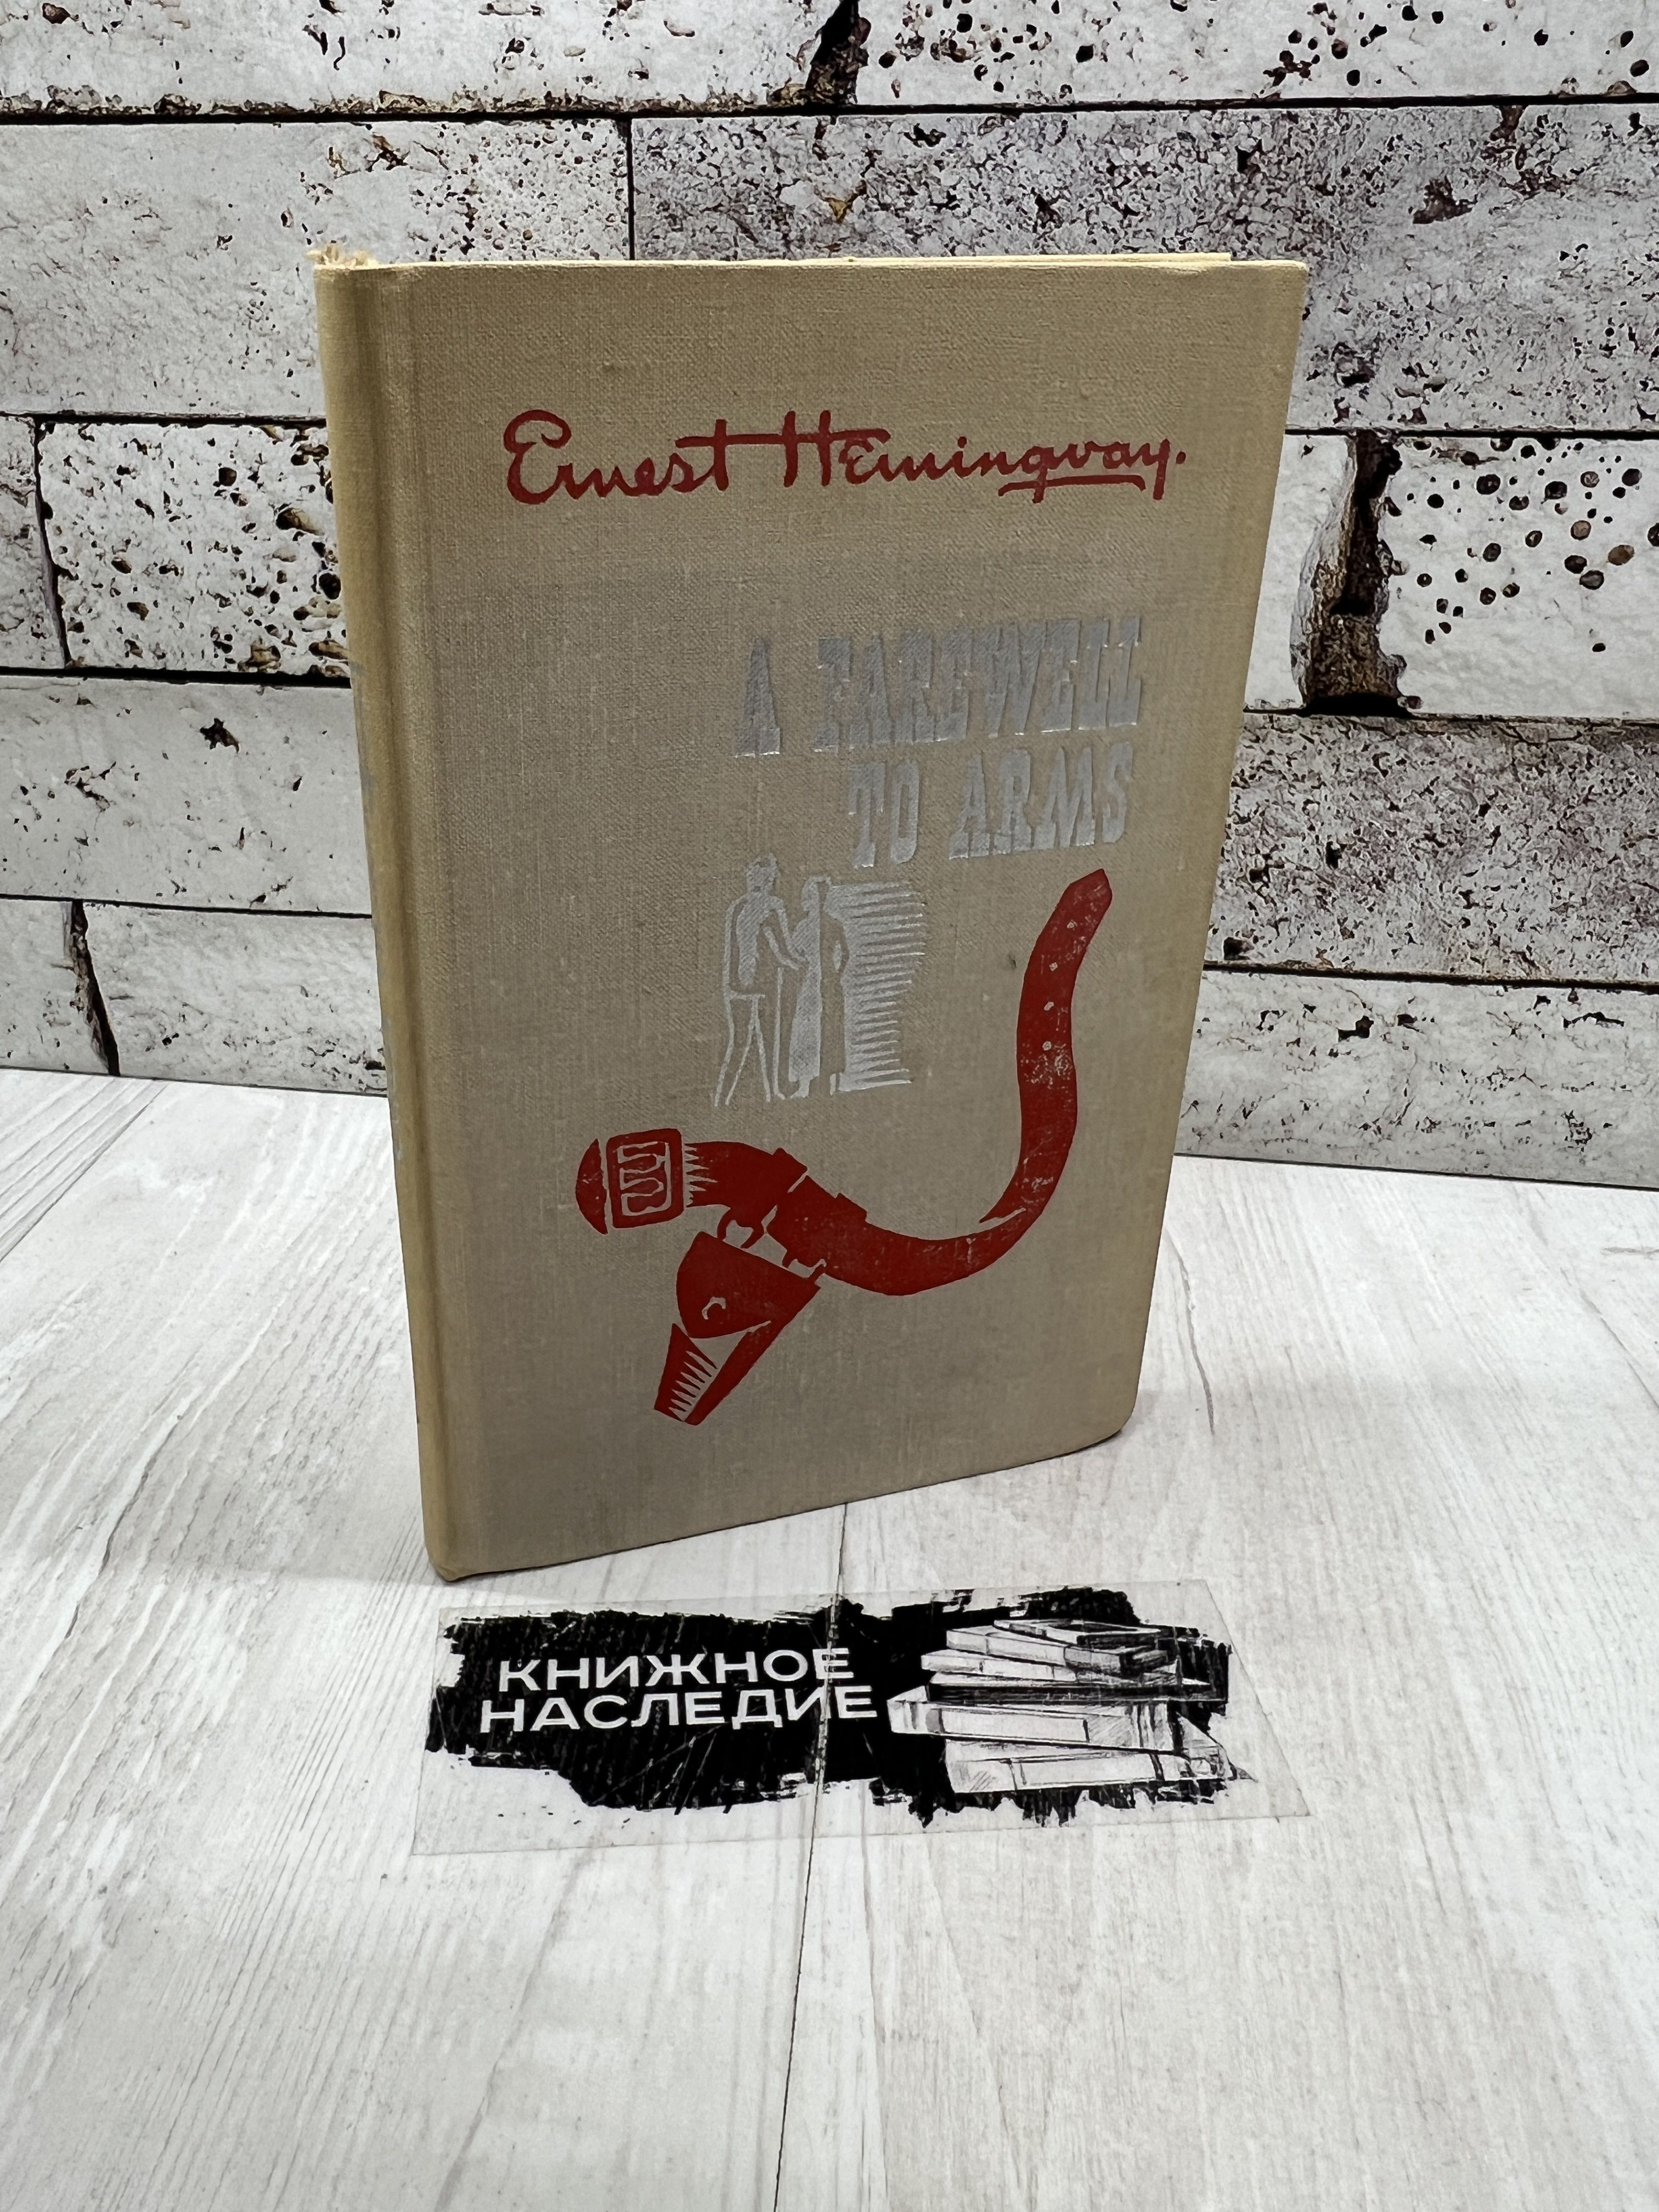 Ernest Hemingway.
A FAREWELL
TO ARMS
КНИЖНОЕ
НАСЛЕДИЕ